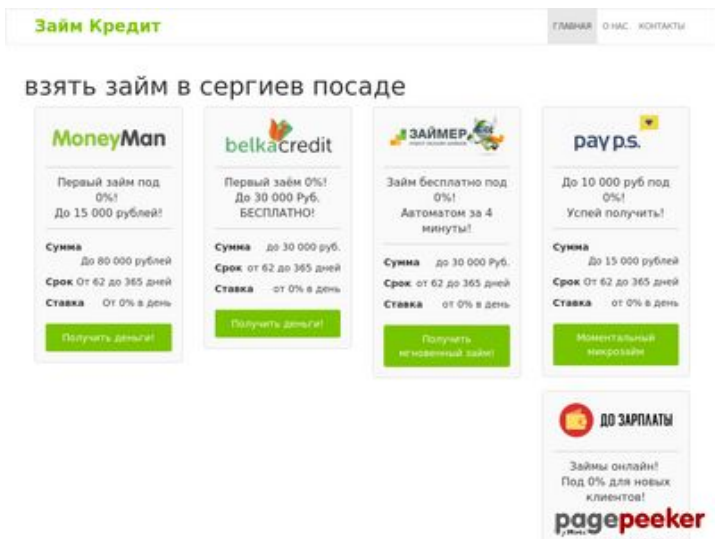 Займ Кредит
ГЛАВНАЯ О НАС КОНТАКТЫ
взять займ в сергиев посаде
MoneyMan
Первый займ под
0%!
До 15 000 рублей!
Сумма
До 80 000 рублей
Срок От 62 до 365 дней
Ставка От 0% в день
Получить деньги!
belkacredit
Первый заём 0%!
До 30 000 Руб.
БЕСПЛАТНО!
Сумма до 30 000 руб.
Срок от 62 до 365 дней
Ставка от 0% в день
Получить деньги!
ЗАЙМЕР
Займ бесплатно под
0%!
Автоматом за 4
минуты!
Сумма до 30 000 Руб.
Срок от 62 до 365 дней
Ставка от 0% в день
Получить
мгновенный займ!
pay p.s.
До 10 000 руб под
0%!
Успей получить!
Сумма
До 15 000 рублей
Срок От 62 до 365 дней
Ставка от 0% в день
Моментальный
микрозайм
ДО ЗАРПЛАТЫ
Займы онлайн!
Под 0% для новых
клиентов!
pagepeeker